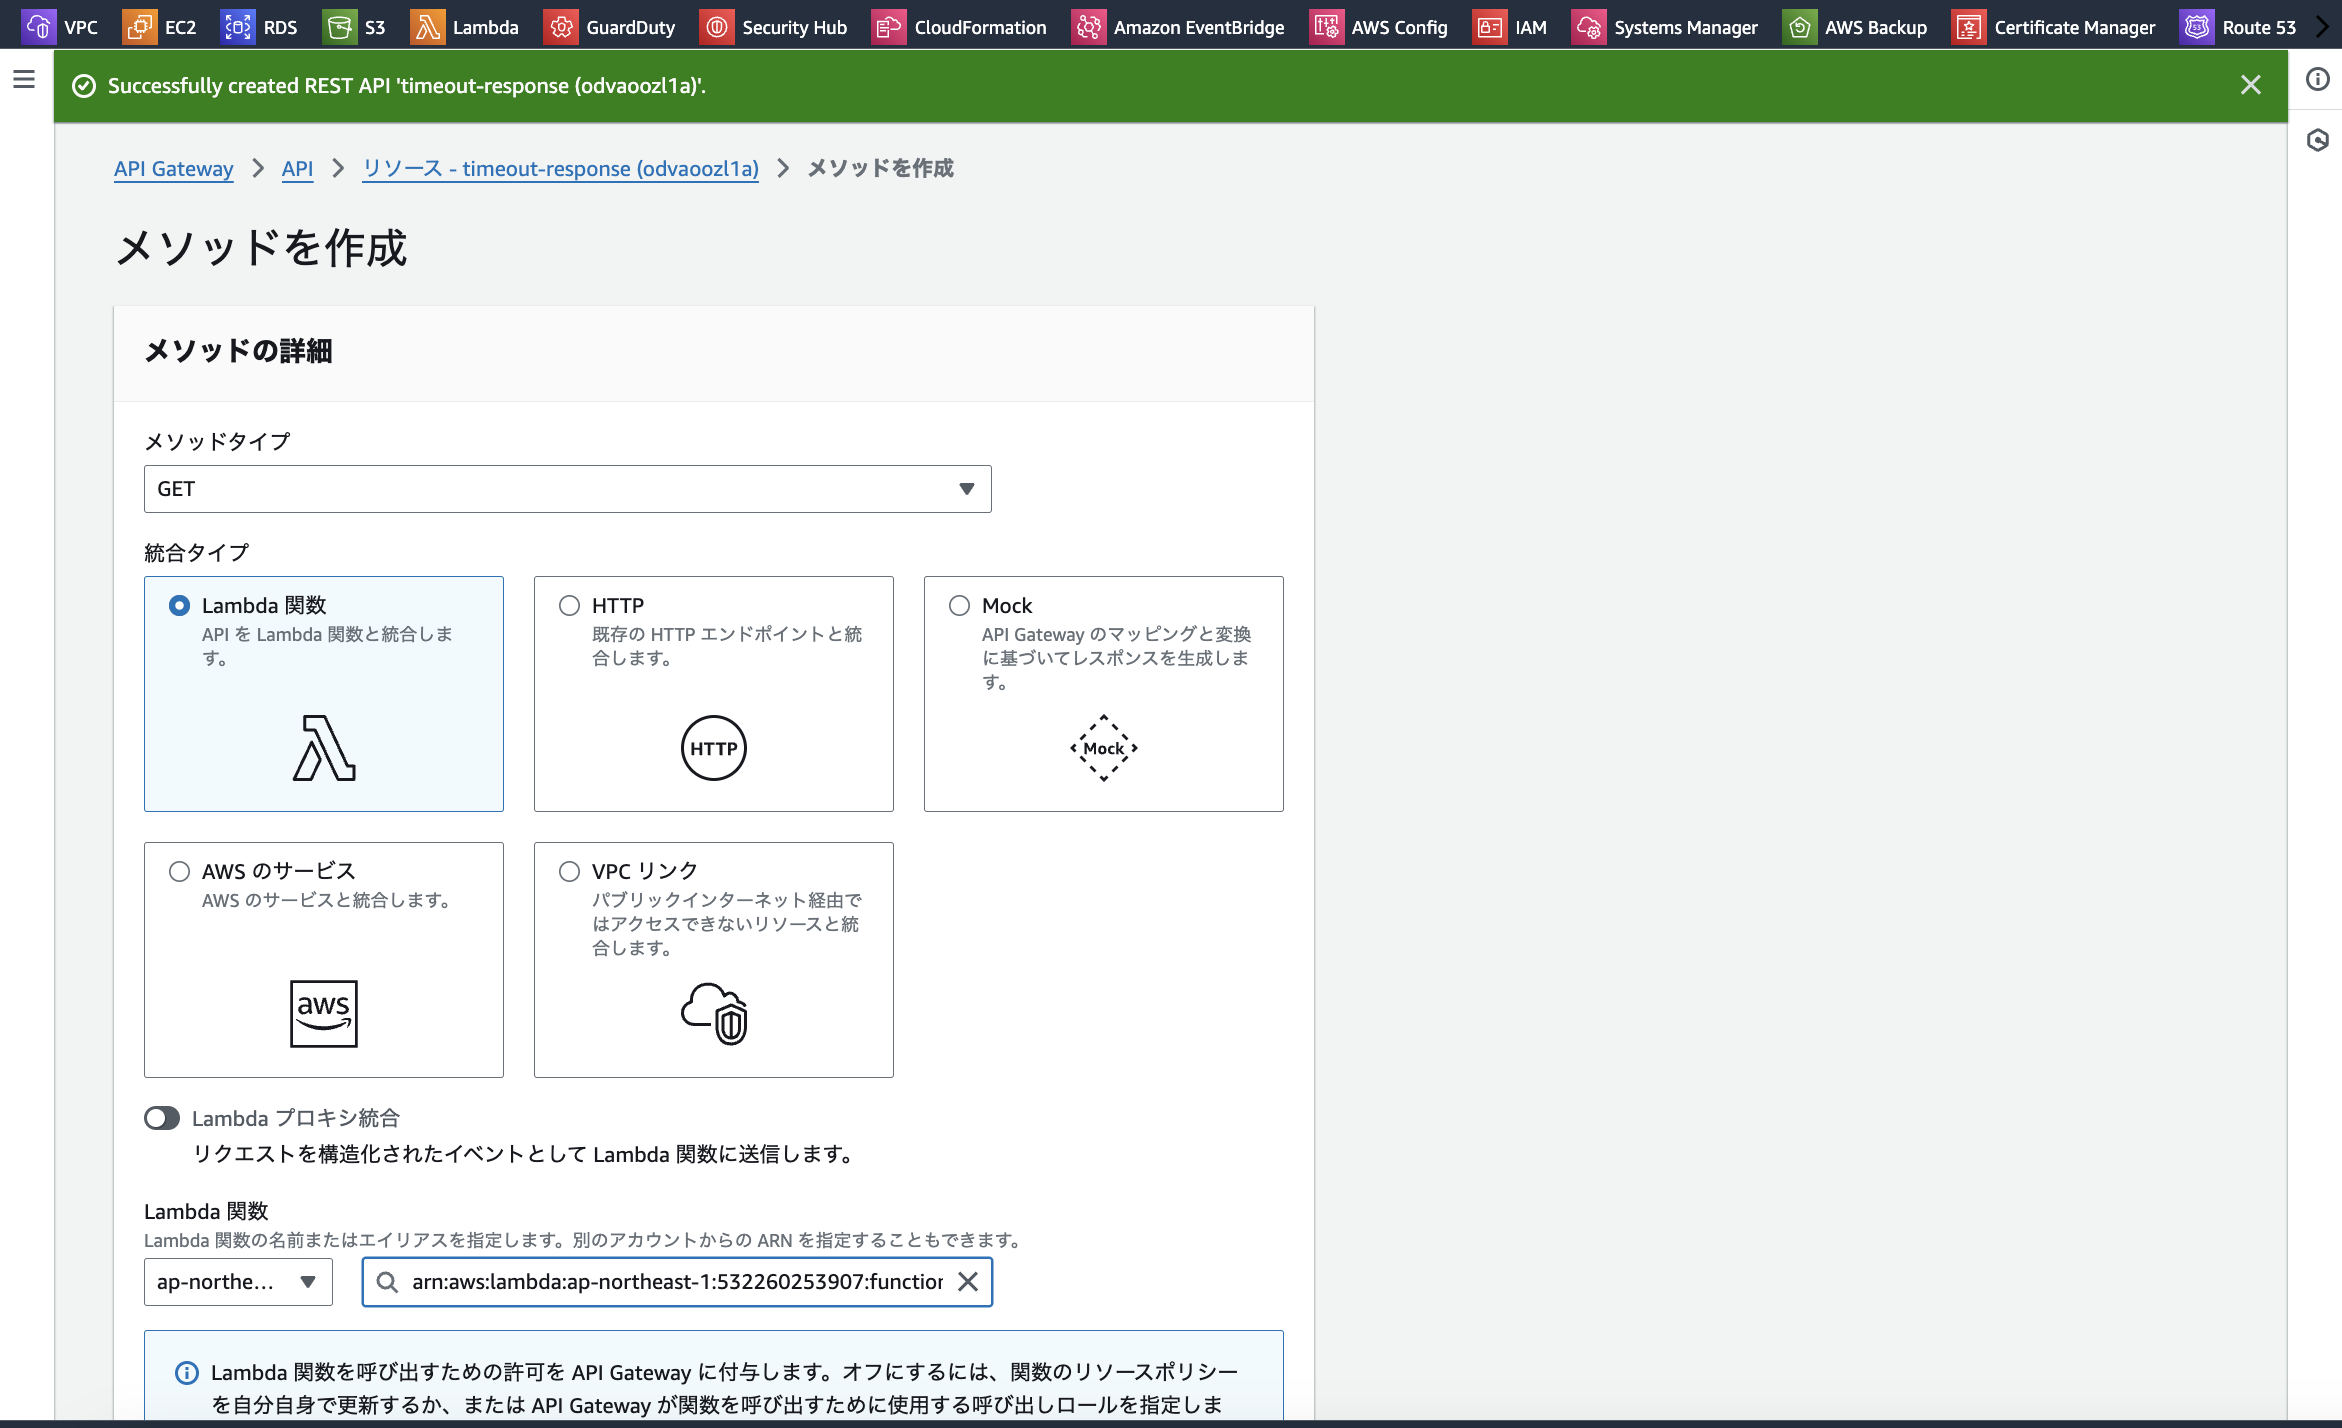 VPC EC2 RDS S3 Lambda GuardDuty Security Hub CloudFormation Amazon EventBridge AWS Config IAM Systems Manager AWS Backup Certificate Manager Route 53
Successfully created REST API 'timeout-response (odvaoozl1a)'.
API Gateway > API > リソース - timeout-response (odvaoozl1a) > メソッドを作成
メソッドを作成
メソッドの詳細
メソッドタイプ
GET
統合タイプ
Lambda 関数
API を Lambda 関数と統合しま
す。
HTTP
既存の HTTP エンドポイントと統
合します。
HTTP
Mock
API Gateway のマッピングと変換
に基づいてレスポンスを生成しま
す。
Mock
AWS のサービス
AWS のサービスと統合します。
aws
VPC リンク
パブリックインターネット経由で
はアクセスできないリソースと統
合します。
Lambda プロキシ統合
リクエストを構造化されたイベントとして Lambda 関数に送信します。
Lambda 関数
Lambda 関数の名前またはエイリアスを指定します。別のアカウントからの ARN を指定することもできます。
ap-northe...
arn:aws:lambda:ap-northeast-1:532260253907:function
Lambda 関数を呼び出すための許可を API Gateway に付与します。オフにするには、関数のリソースポリシー
を自分自身で更新するか、または API Gateway が関数を呼び出すために使用する呼び出しロールを指定しま